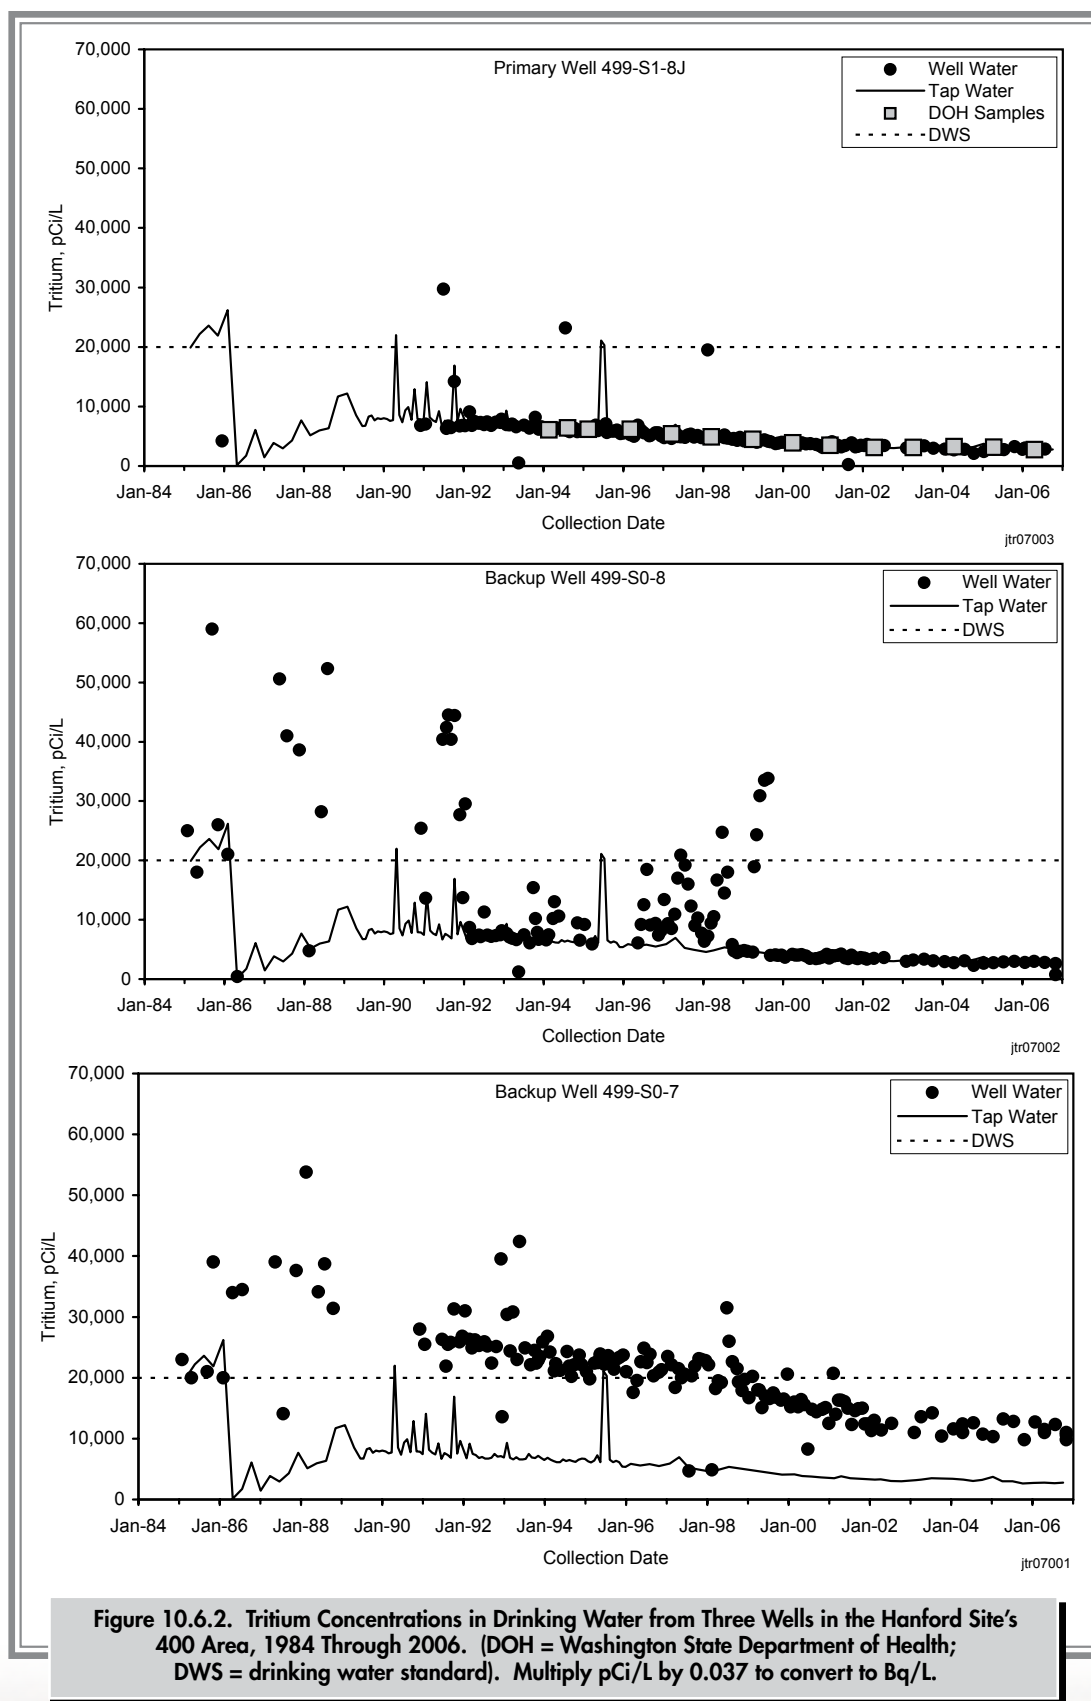 70,000
60,000
50,000
40,000
30,000
20,000
10,000
0
Tritium, pCi/L
Primary Well 499-S1-8J
Well Water
Tap Water
DOH Samples
DWS
Jan-84 Jan-86 Jan-88 Jan-90 Jan-92 Jan-94 Jan-96 Jan-98 Jan-00 Jan-02 Jan-04 Jan-06
Collection Date
jtr07003
70,000
60,000
50,000
40,000
30,000
20,000
10,000
0
Tritium, pCi/L
Backup Well 499-S0-8
Well Water
Tap Water
DWS
Jan-84 Jan-86 Jan-88 Jan-90 Jan-92 Jan-94 Jan-96 Jan-98 Jan-00 Jan-02 Jan-04 Jan-06
Collection Date
jtr07002
70,000
60,000
50,000
40,000
30,000
20,000
10,000
0
Tritium, pCi/L
Backup Well 499-S0-7
Well Water
Tap Water
DWS
Jan-84 Jan-86 Jan-88 Jan-90 Jan-92 Jan-94 Jan-96 Jan-98 Jan-00 Jan-02 Jan-04 Jan-06
Collection Date
jtr07001
Figure 10.6.2. Tritium Concentrations in Drinking Water from Three Wells in the Hanford Site's
400 Area, 1984 Through 2006. (DOH = Washington State Department of Health;
DWS = drinking water standard). Multiply pCi/L by 0.037 to convert to Bq/L.